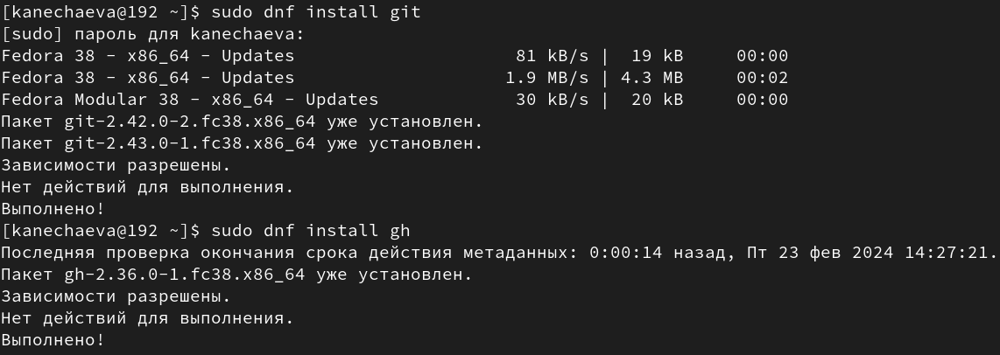 [kanechaeva@192 ~]$ sudo dnf install git
[sudo] пароль для kanechaeva:
Fedora 38 - x86_64 - Updates                     81 kB/s |  19 kB     00:00
Fedora 38 - x86_64 - Updates                    1.9 MB/s | 4.3 MB     00:02
Fedora Modular 38 - x86_64 - Updates             30 kB/s |  20 kB     00:00
Пакет git-2.42.0-2.fc38.x86_64 уже установлен.
Пакет git-2.43.0-1.fc38.x86_64 уже установлен.
Зависимости разрешены.
Нет действий для выполнения.
Выполнено!
[kanechaeva@192 ~]$ sudo dnf install gh
Последняя проверка окончания срока действия метаданных: 0:00:14 назад, Пт 23 фев 2024 14:27:21.
Пакет gh-2.36.0-1.fc38.x86_64 уже установлен.
Зависимости разрешены.
Нет действий для выполнения.
Выполнено!